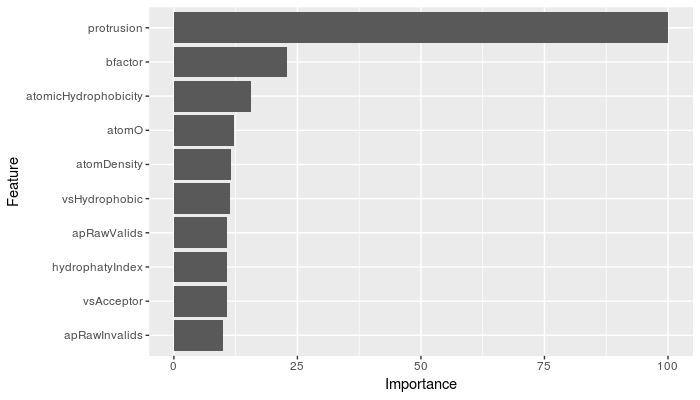 protrusion
bfactor
atomicHydrophobicity
atomO
atomDensity
vsHydrophobic
apRawValids
hydrophatyIndex
vsAcceptor
apRawInvalids
Feature
0 25 50 75 100
Importance